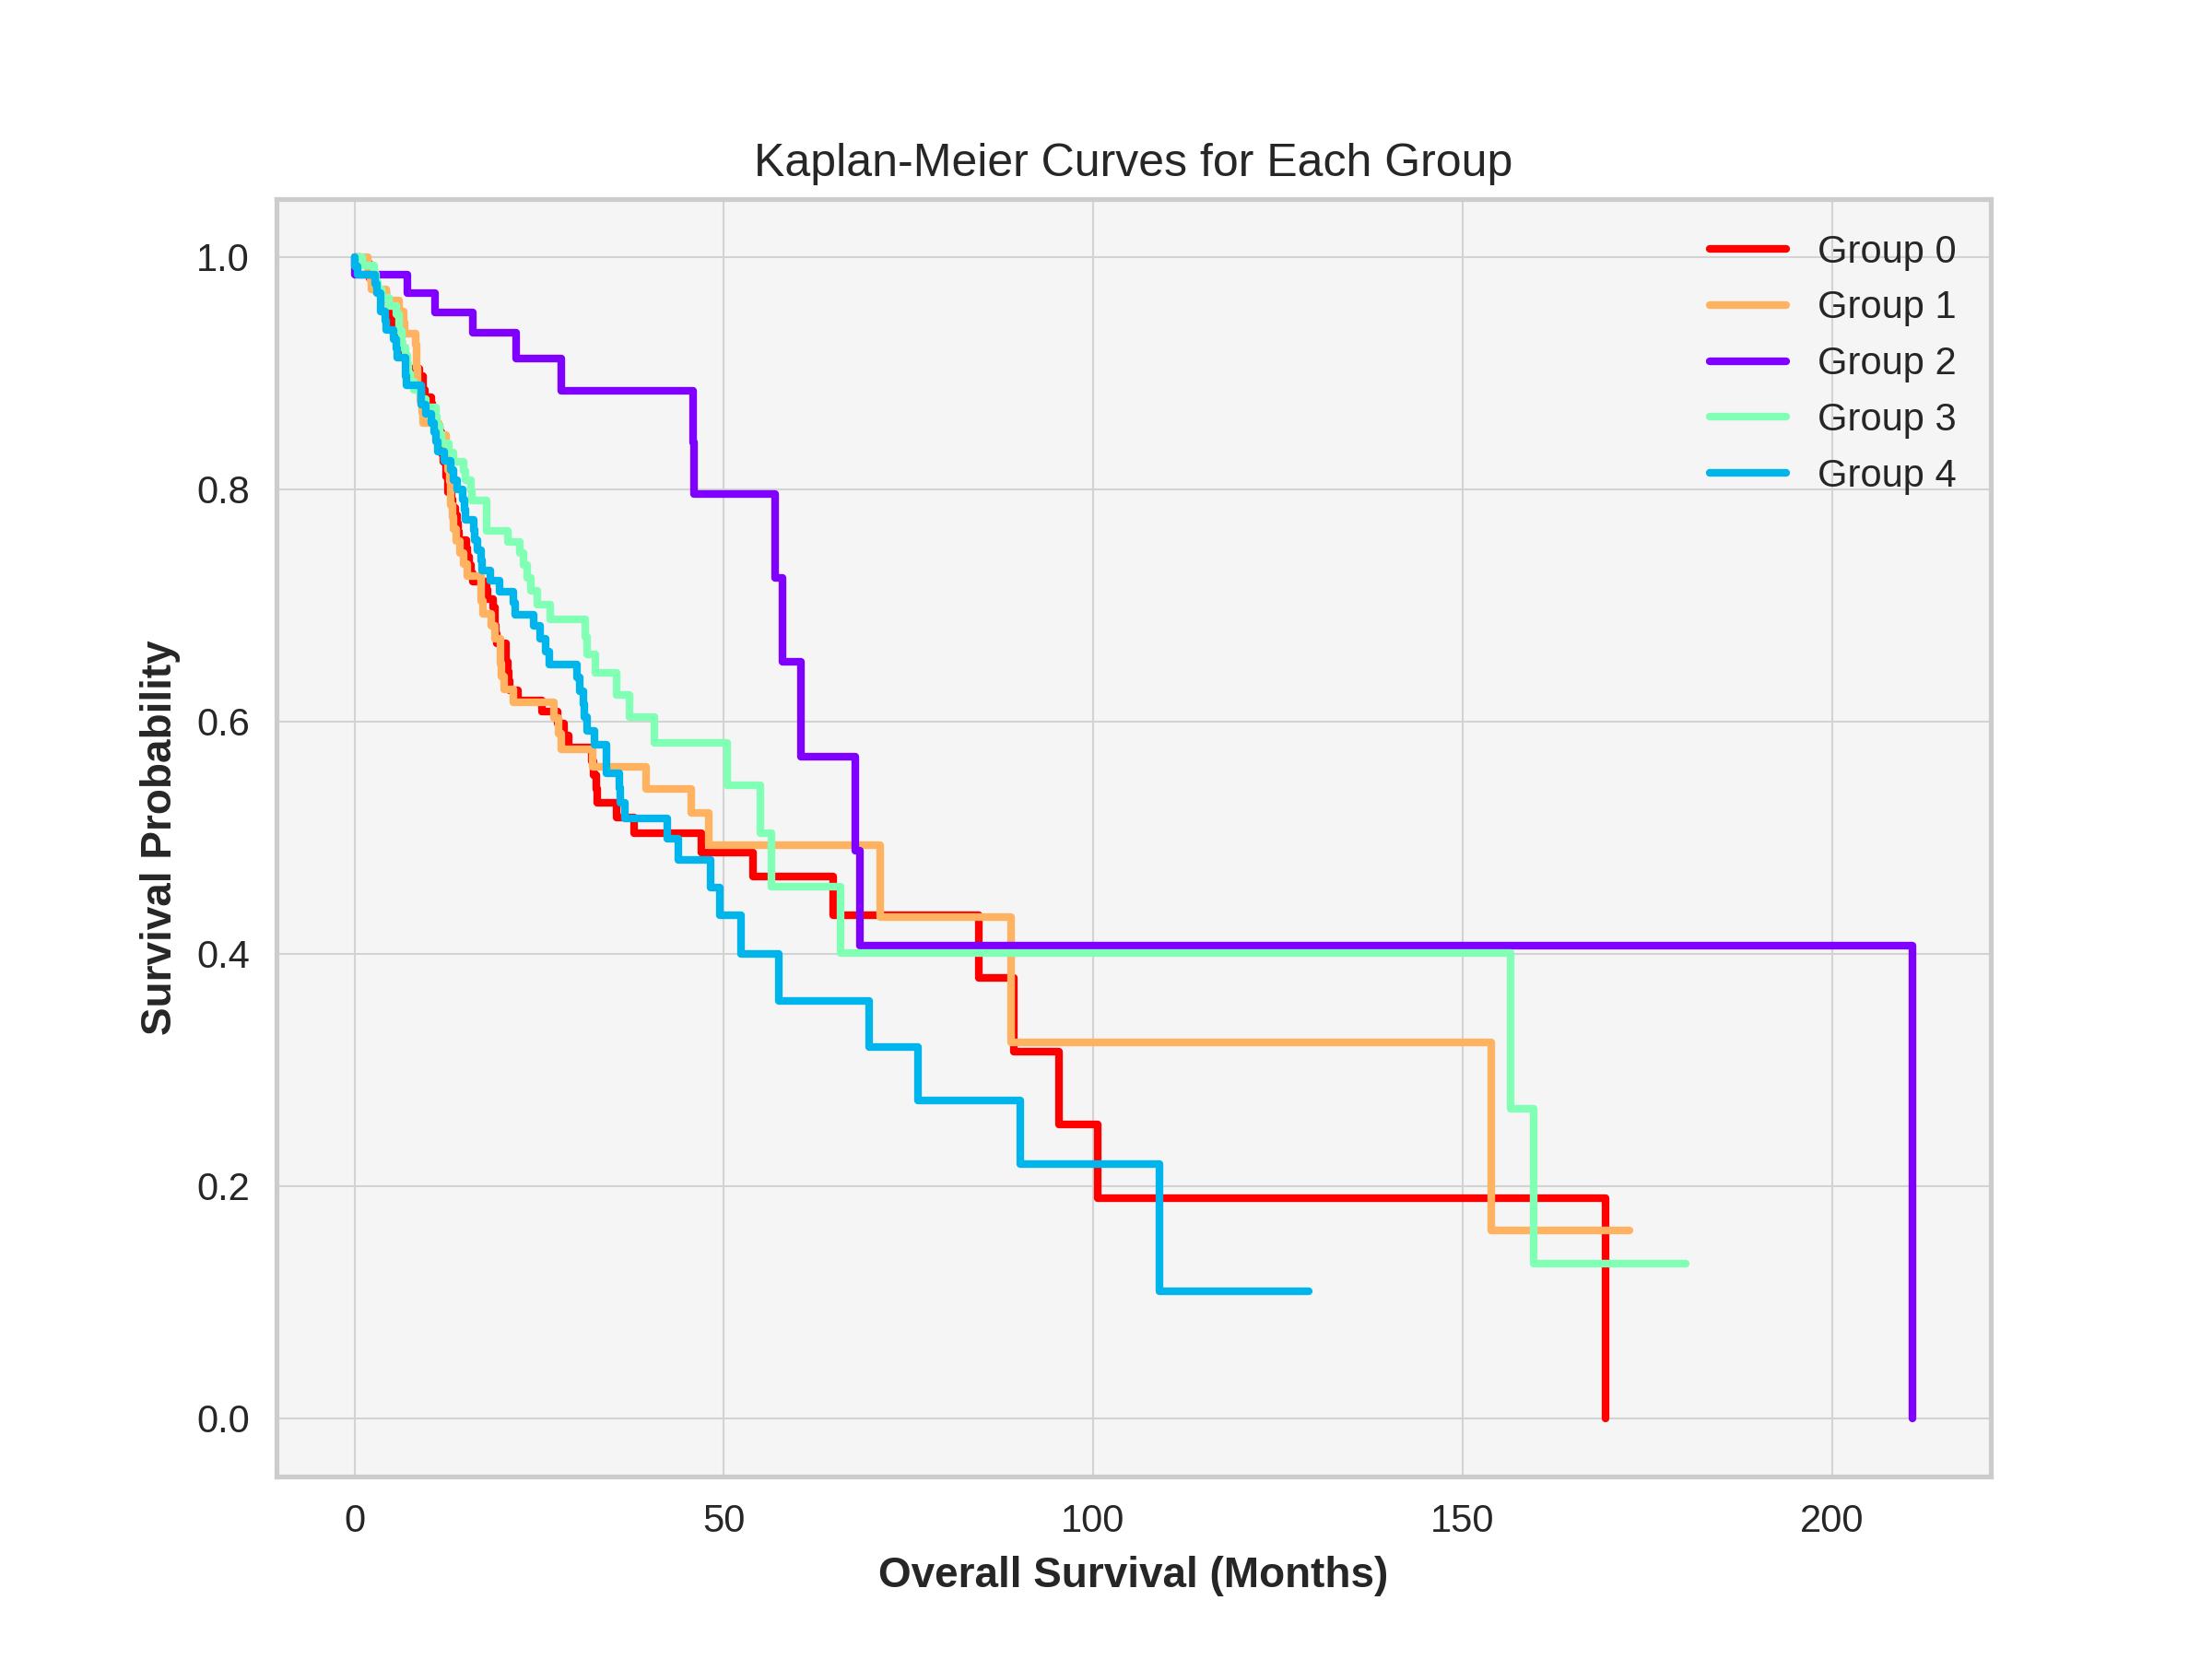 Kaplan-Meier Curves for Each Group
Group 0
Group 1
Group 2
Group 3
Group 4
1.0
0.8
0.6
0.4
0.2
0.0
Survival Probability
0 50 100 150 200
Overall Survival (Months)